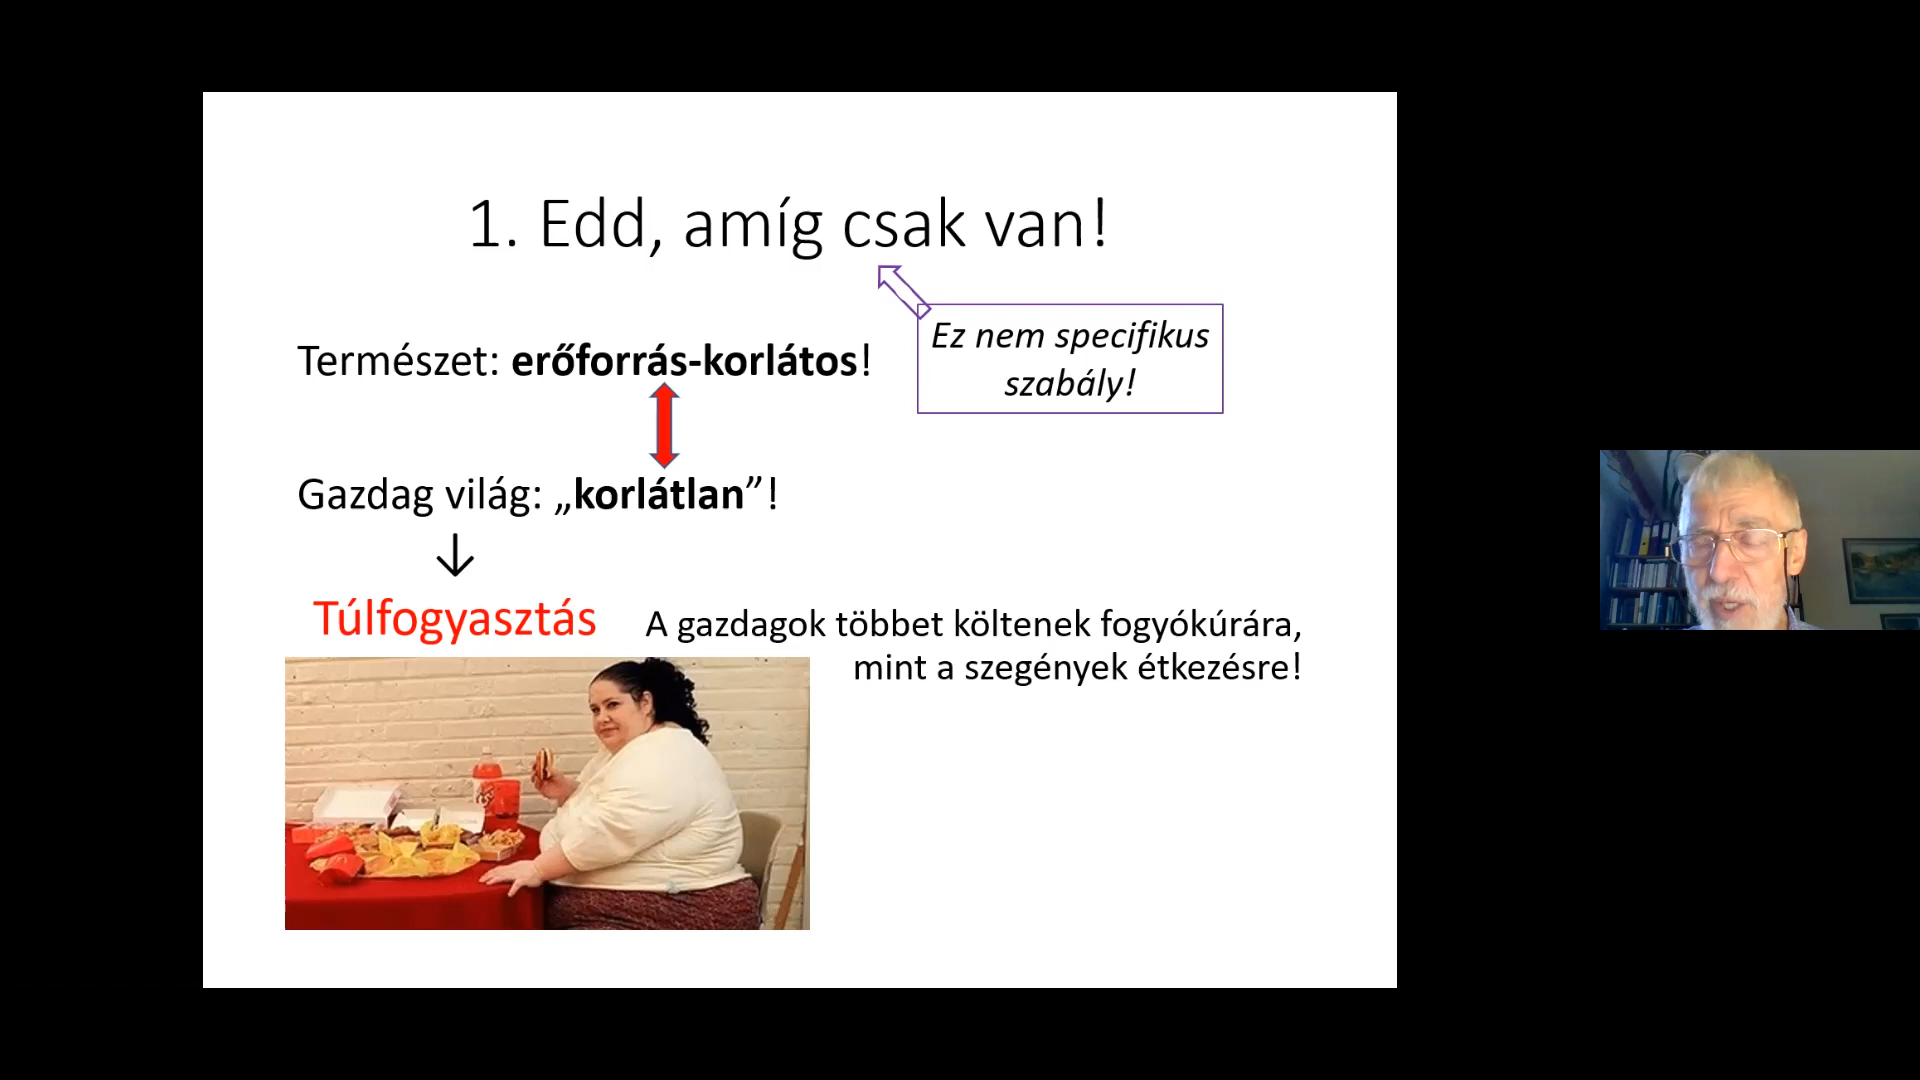 1. Edd, amíg csak van!
Ez nem specifikus
szabály!
Természet: erőforrás-korlátos!
Gazdag világ: „korlátlan”!
Túlfogyasztás
A gazdagok többet költenek fogyókúrára,
mint a szegények étkezésre!